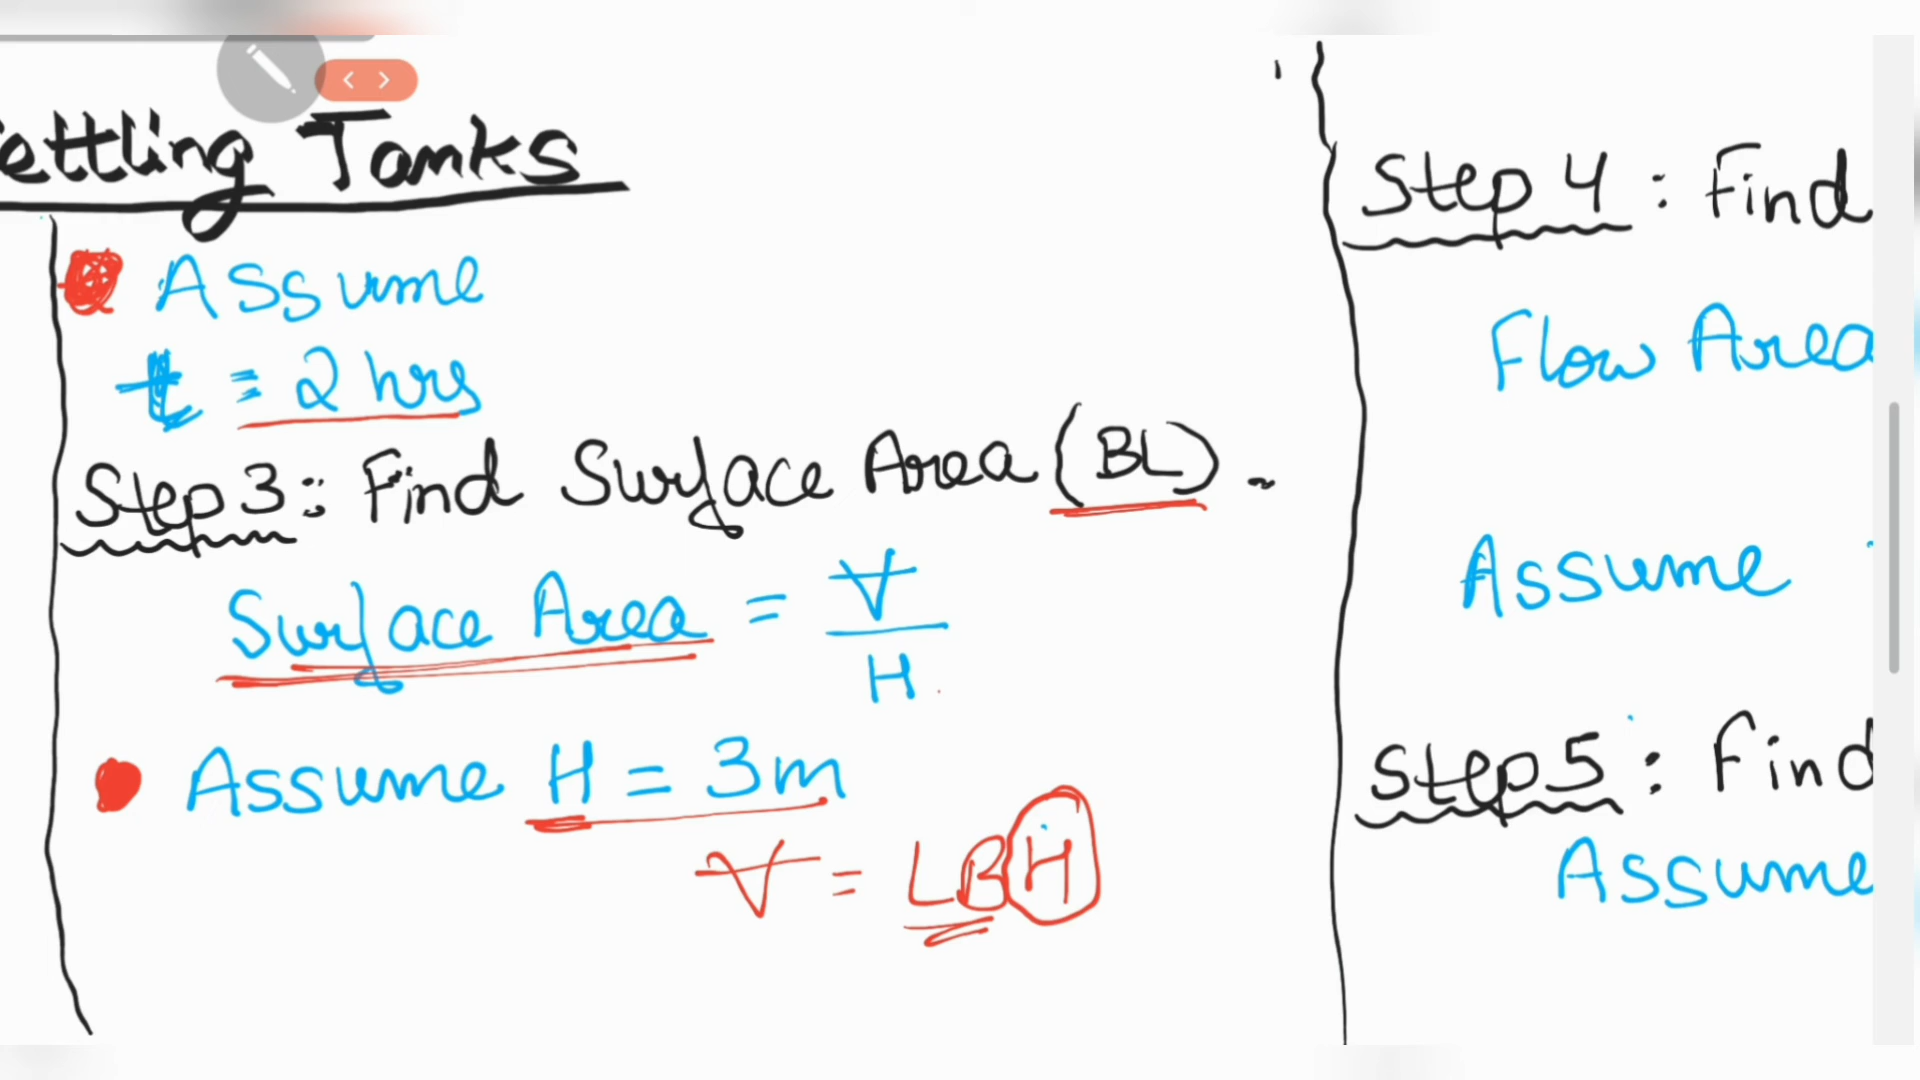 ettling Tanks
Assume
t = 2 hrs
Step 3: Find Surface Area (BL).
Surface Area = V
H
Assume H = 3m
V = LBH
Step 4 : Find
Flow Area
Assume
Step 5 : Find
Assume